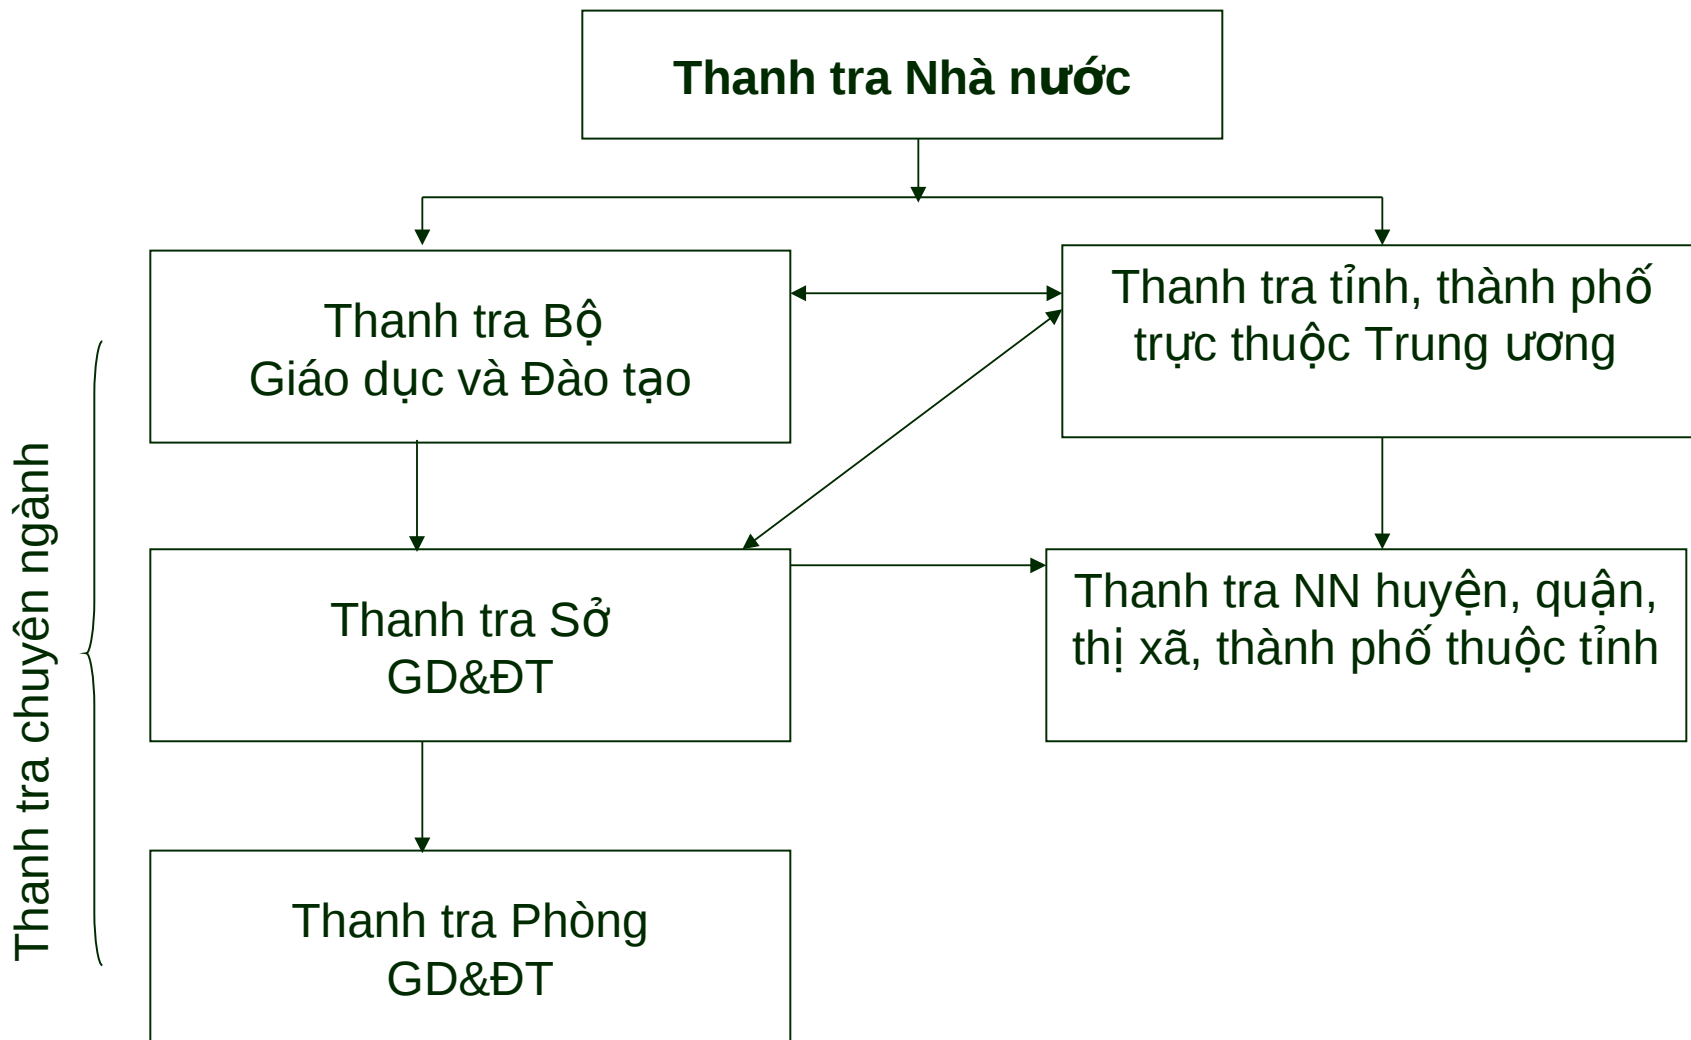 Thanh tra Nhà nước
Thanh tra Bộ
Giáo dục và Đào tạo
Thanh tra tỉnh, thành phố
trực thuộc Trung ương
Thanh tra chuyên ngành
Thanh tra Sở
GD&ĐT
Thanh tra NN huyện, quận,
thị xã, thành phố thuộc tỉnh
Thanh tra Phòng
GD&ĐT